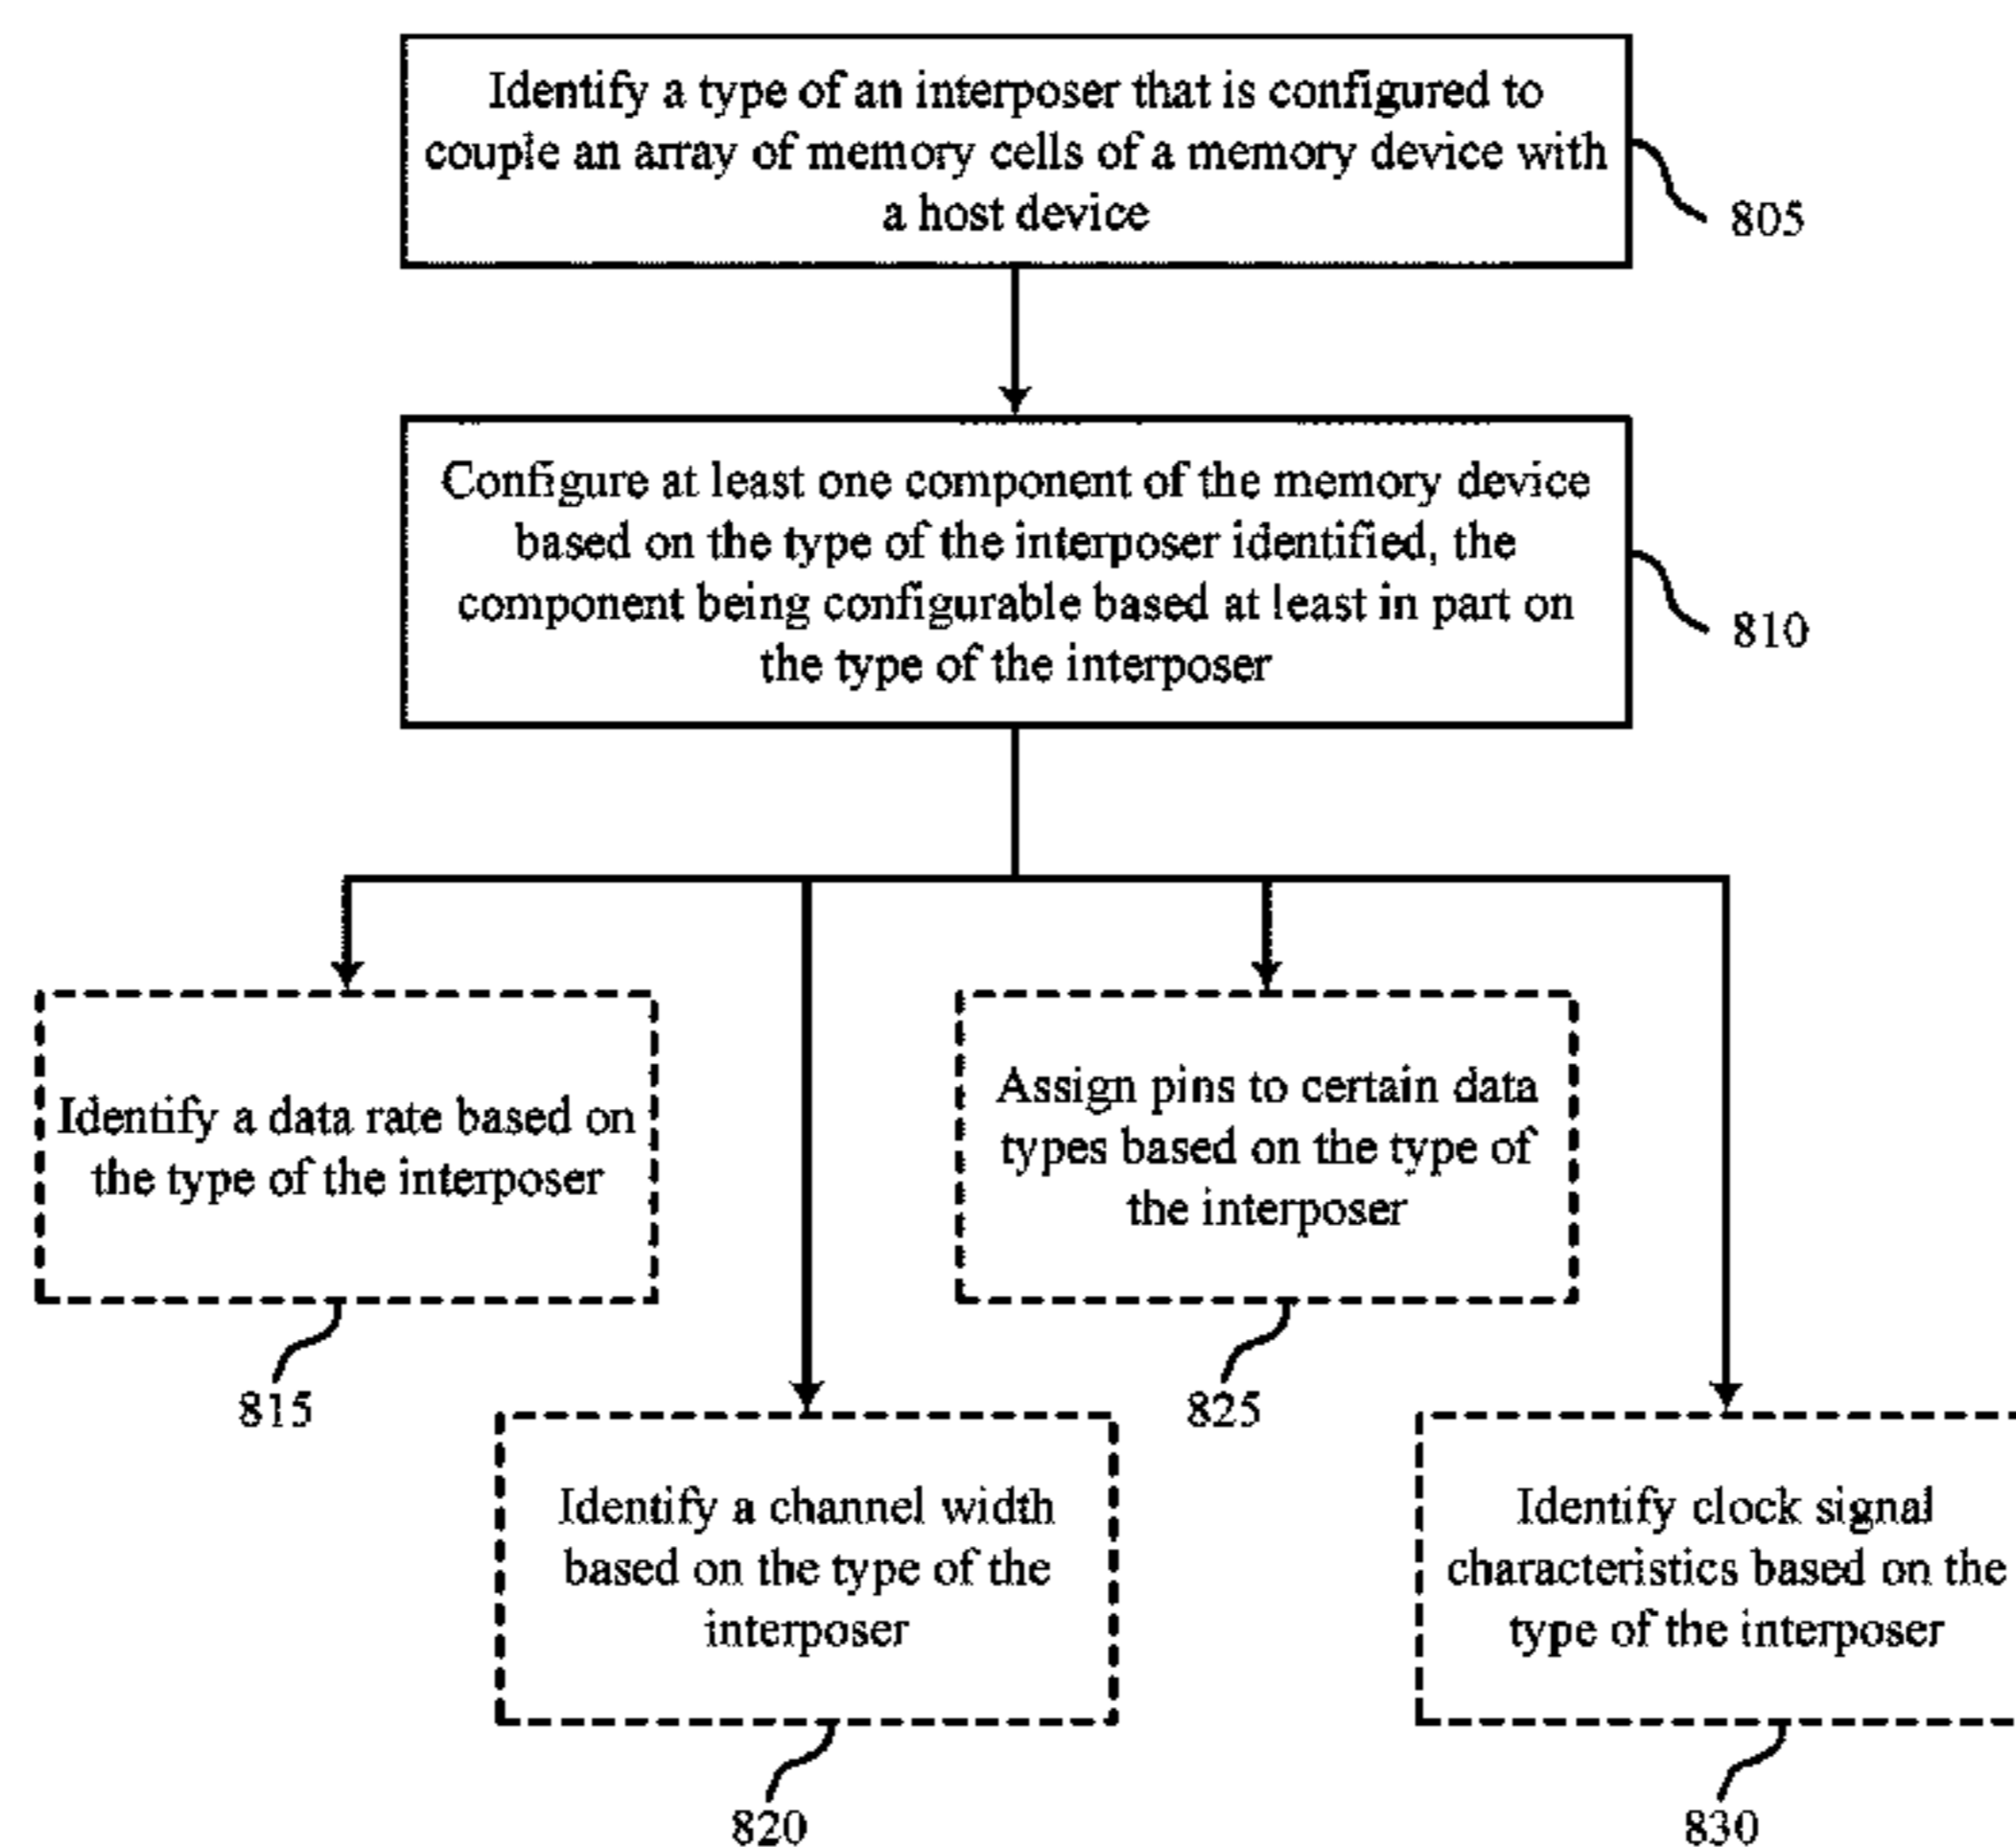 Identify a type of an interposer that is configured to
couple an array of memory cells of a memory device with
a host device
805
Configure at least one component of the memory device
based on the type of the interposer identified, the
component being configurable based at least in part on
the type of the interposer
810
Identify a data rate based on
the type of the interposer
815
Identify a channel width
based on the type of the
interposer
820
Assign pins to certain data
types based on the type of
the interposer
825
Identify clock signal
characteristics based on the
type of the interposer
830